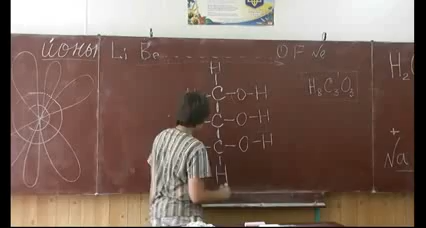 ионы Li Be - - - - - - - - - - O F Ne
H
C - O - H
C - O - H
C - O - H
H
H₈C₃O₃
H₂
+
Na